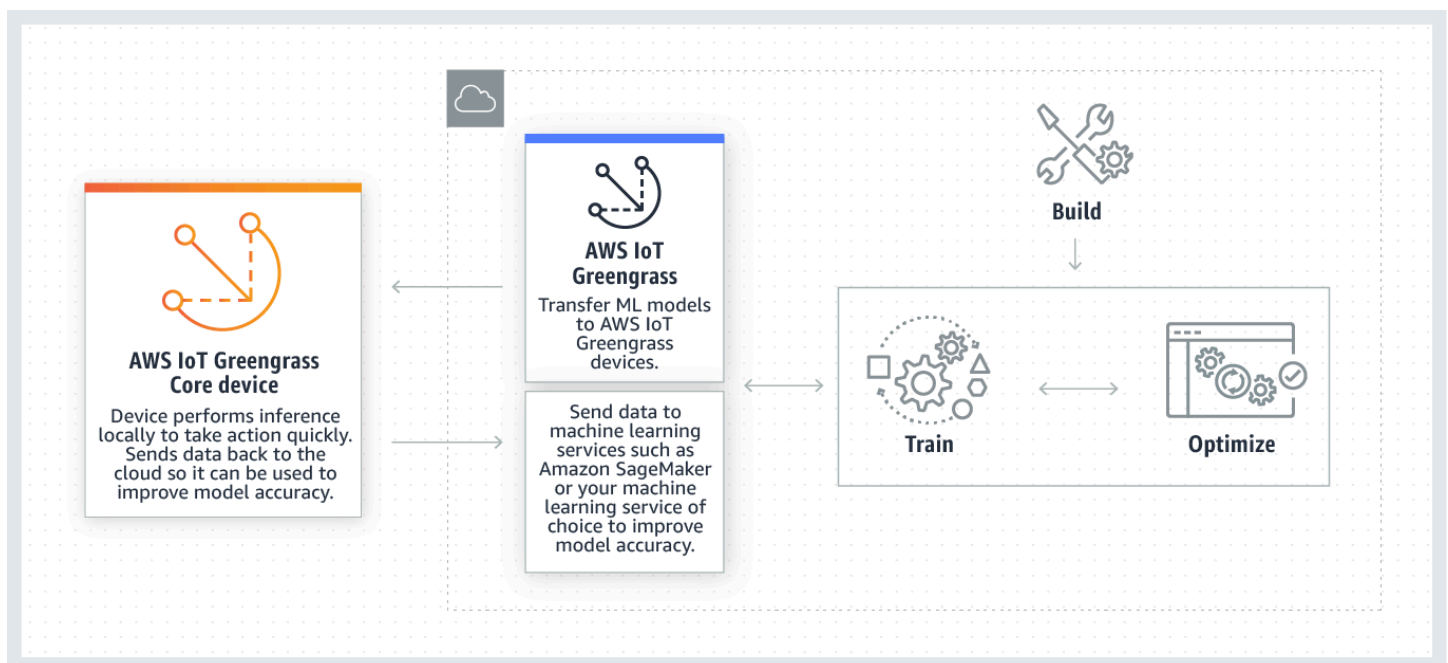 AWS IoT Greengrass
Core device
Device performs inference
locally to take action quickly.
Sends data back to the
cloud so it can be used to
improve model accuracy.
AWS IoT
Greengrass
Transfer ML models
to AWS IoT
Greengrass
devices.
Send data to
machine learning
services such as
Amazon SageMaker
or your machine
learning service of
choice to improve
model accuracy.
Build
Train
Optimize